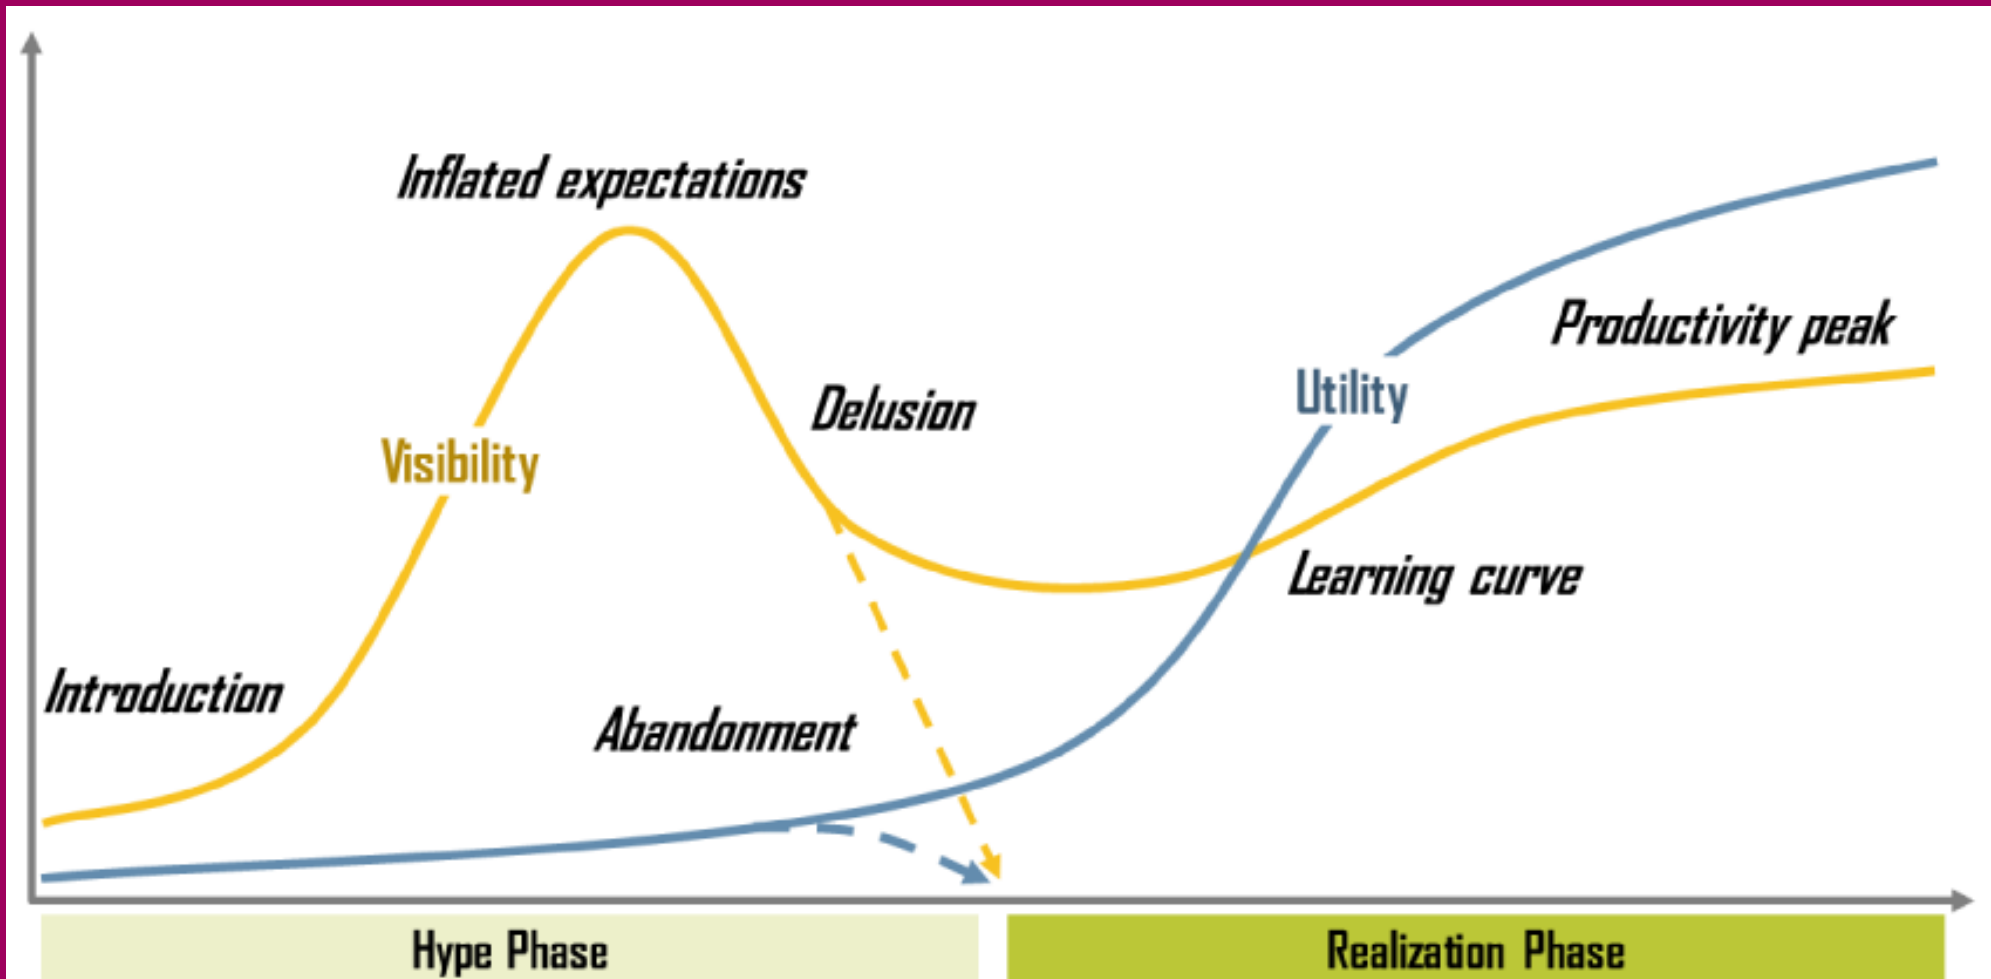 Inflated expectations
Productivity peak
Delusion
Utility
Visibility
Learning curve
Introduction
Abandonment
Hype Phase
Realization Phase